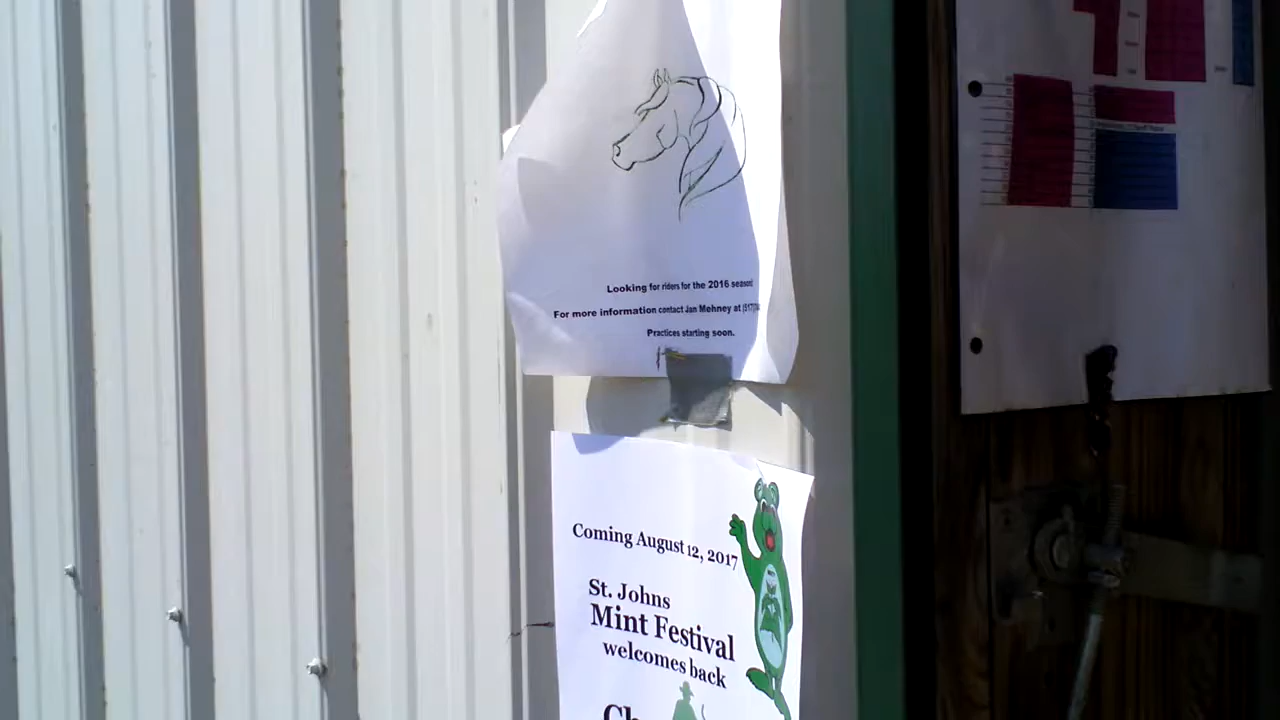 Looking for riders for the 2016 season!
For more information contact Jan Mehney at (517)
Practices starting soon.
Coming August 12, 2017
St. Johns
Mint Festival
welcomes back